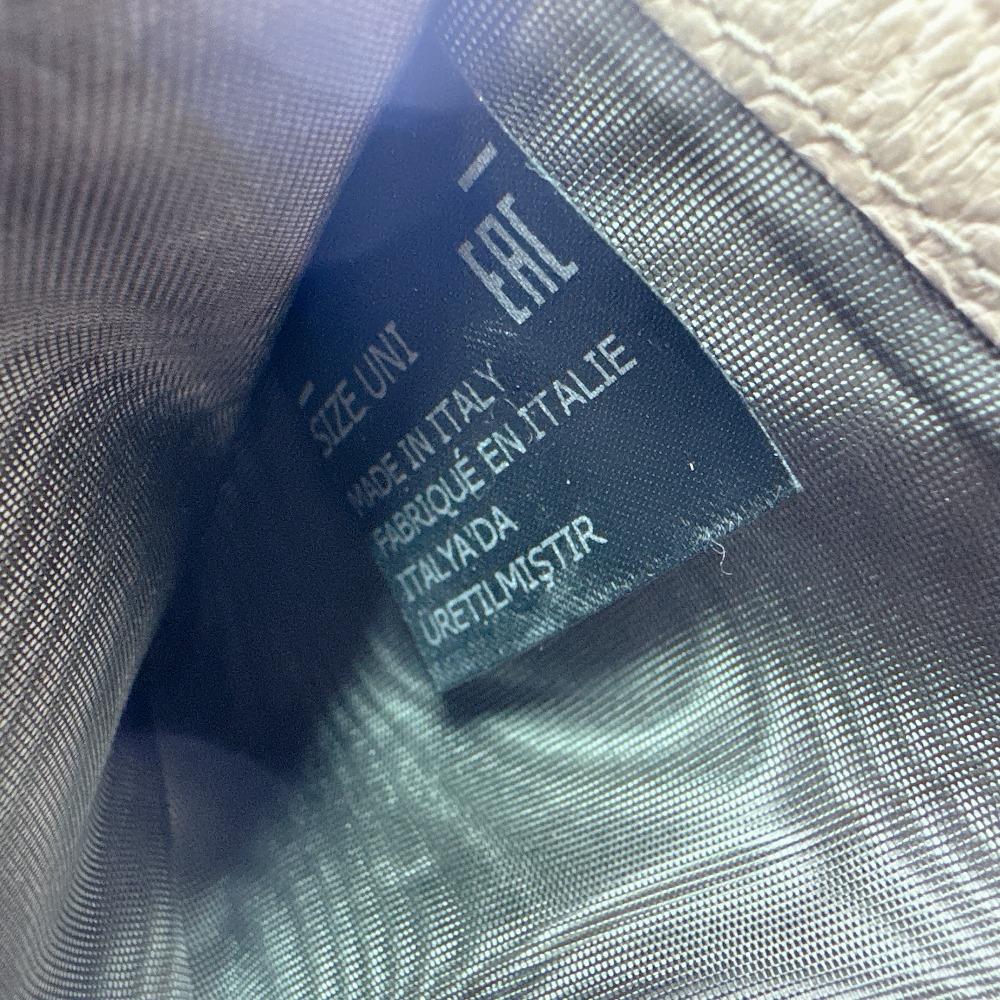 EAC
SIZE UNI
MADE IN ITALY
FABRIQUÉ EN ITALIE
ITALYA'DA
ÜRETILMIŞTIR